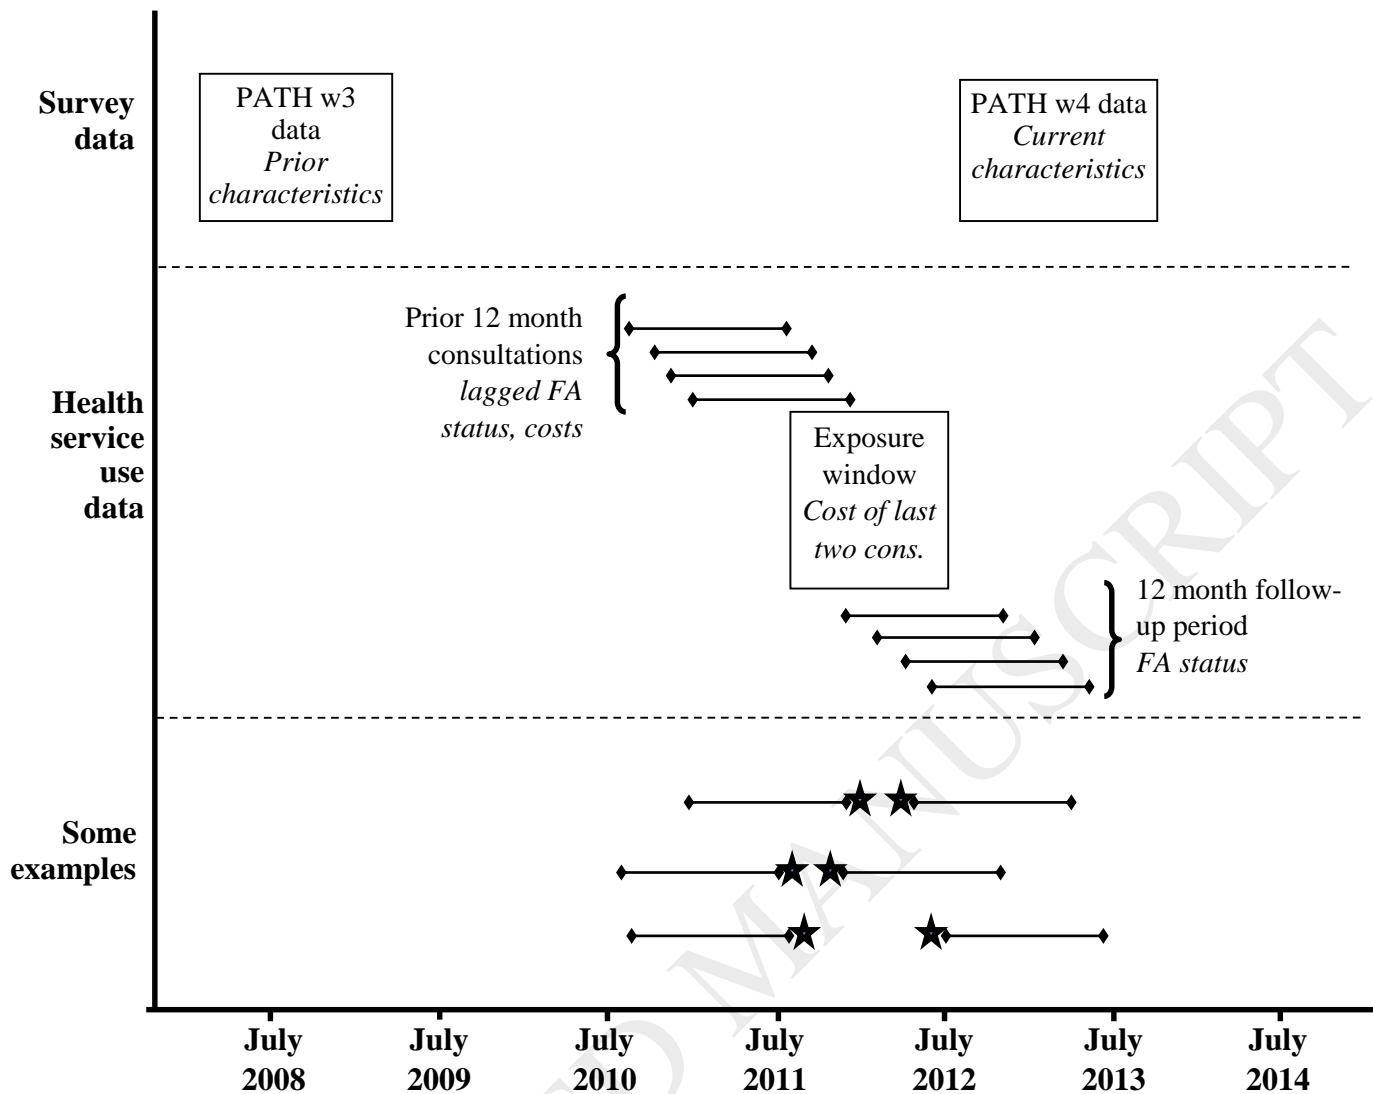 Survey
data
PATH w3
data
Prior
characteristics
PATH w4 data
Current
characteristics
Health
service
use
data
Prior 12 month
consultations
lagged FA
status, costs
Exposure
window
Cost of last
two cons.
12 month follow-
up period
FA status
Some
examples
July
2008
July
2009
July
2010
July
2011
July
2012
July
2013
July
2014
D MANUSCRIPT